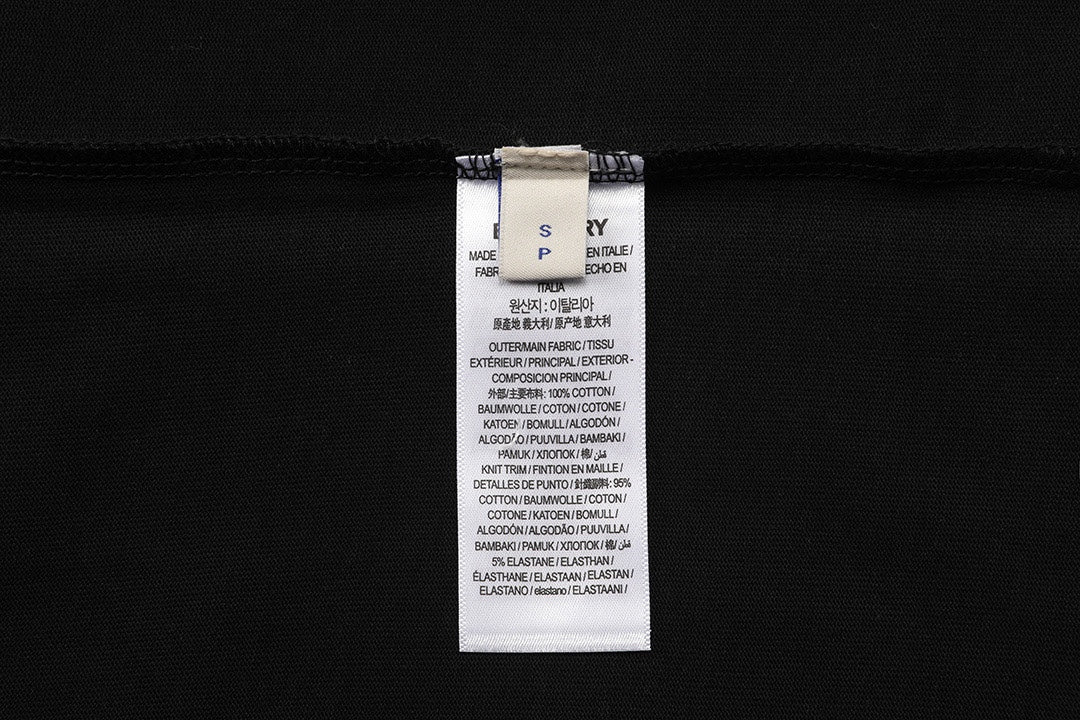 S
P
RY
MADE EN ITALIE /
FABR ECHO EN
ITALIA
원산지 : 이탈리아
原產地 義大利/ 原产地 意大利
OUTER/MAIN FABRIC / TISSU
EXTÉRIEUR / PRINCIPAL / EXTERIOR -
COMPOSICION PRINCIPAL /
外部/主要布料: 100% COTTON /
BAUMWOLLE / COTON / COTONE /
KATOEN / BOMULL / ALGODÓN /
ALGODÃO / PUUVILLA / BAMBAKI /
PAMUK / ХЛОПОК / 棉/ قطن
KNIT TRIM / FINTION EN MAILLE /
DETALLES DE PUNTO / 針織副料: 95%
COTTON / BAUMWOLLE / COTON /
COTONE / KATOEN / BOMULL /
ALGODÓN / ALGODÃO / PUUVILLA /
BAMBAKI / PAMUK / ХЛОПОК / 棉/ قطن
5% ELASTANE / ELASTHAN /
ÉLASTHANE / ELASTAAN / ELASTAN /
ELASTANO / elastano / ELASTAANI /